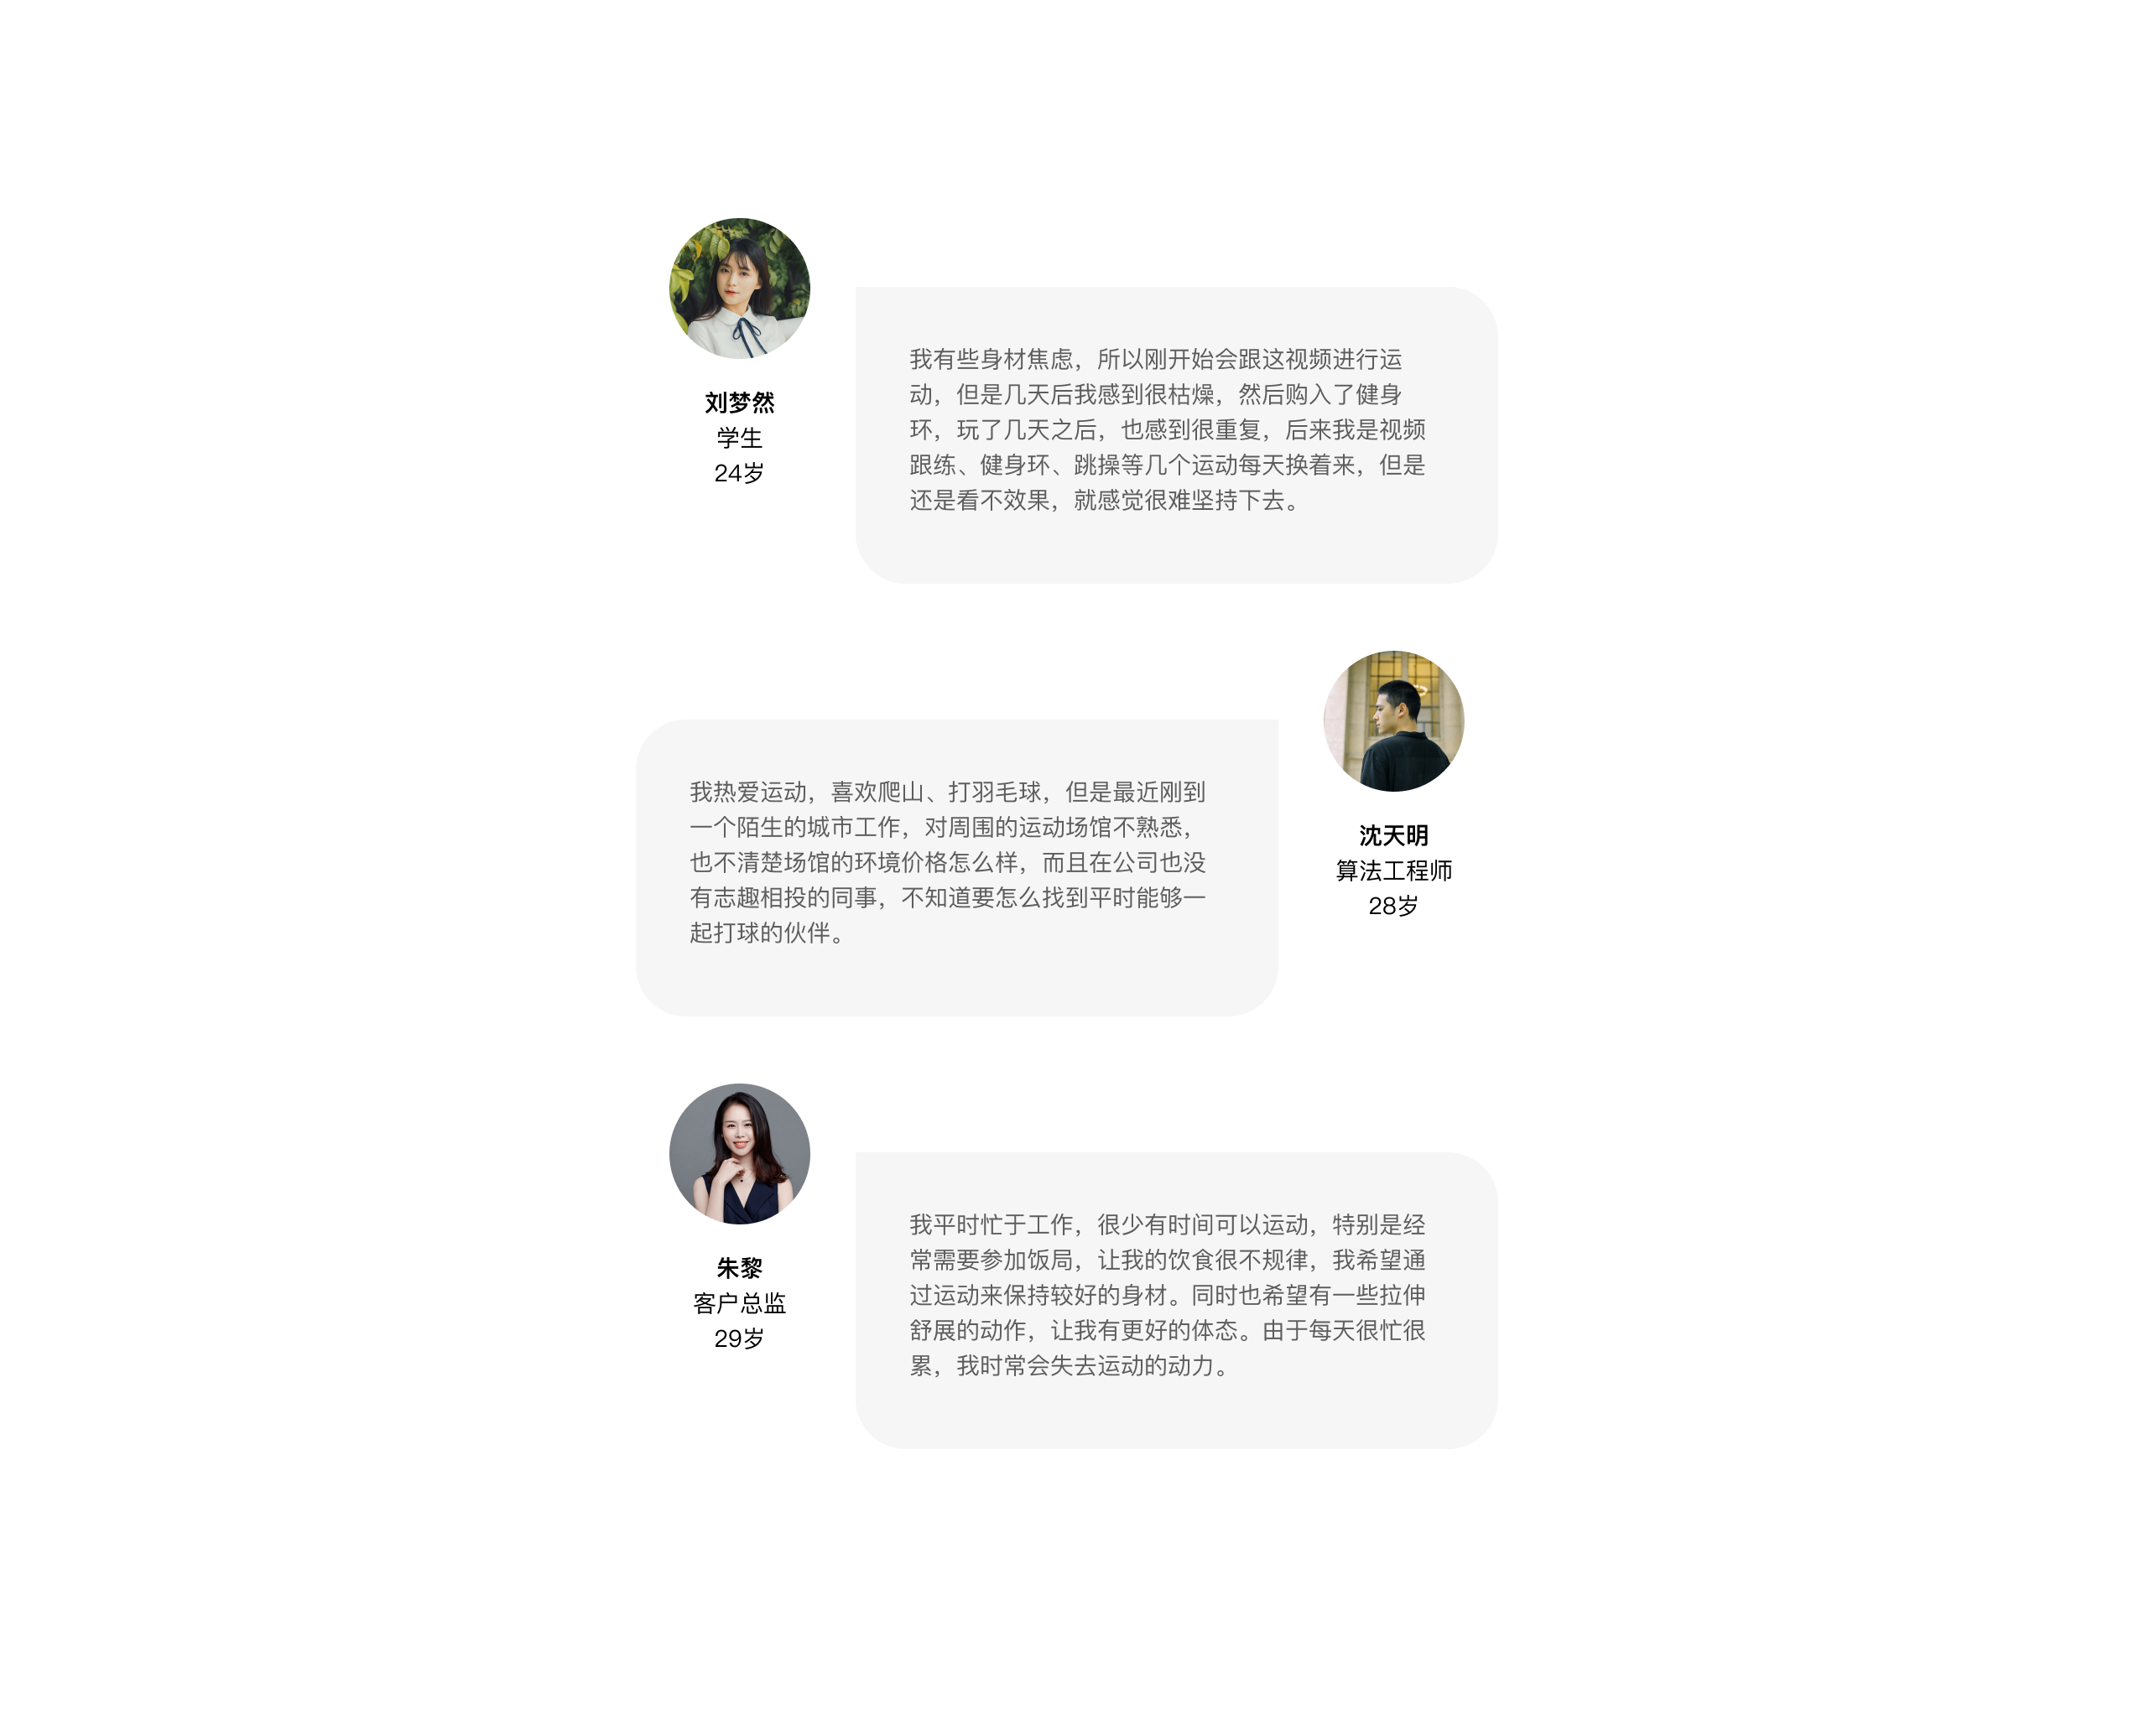 刘梦然
学生
24岁
我有些身材焦虑，所以刚开始会跟这视频进行运
动，但是几天后我感到很枯燥，然后购入了健身
环，玩了几天之后，也感到很重复，后来我是视频
跟练、健身环、跳操等几个运动每天换着来，但是
还是看不效果，就感觉很难坚持下去。
我热爱运动，喜欢爬山、打羽毛球，但是最近刚到
一个陌生的城市工作，对周围的运动场馆不熟悉，
也不清楚场馆的环境价格怎么样，而且在公司也没
有志趣相投的同事，不知道要怎么找到平时能够一
起打球的伙伴。
沈天明
算法工程师
28岁
朱黎
客户总监
29岁
我平时忙于工作，很少有时间可以运动，特别是经
常需要参加饭局，让我的饮食很不规律，我希望通
过运动来保持较好的身材。同时也希望有一些拉伸
舒展的动作，让我有更好的体态。由于每天很忙很
累，我时常会失去运动的动力。